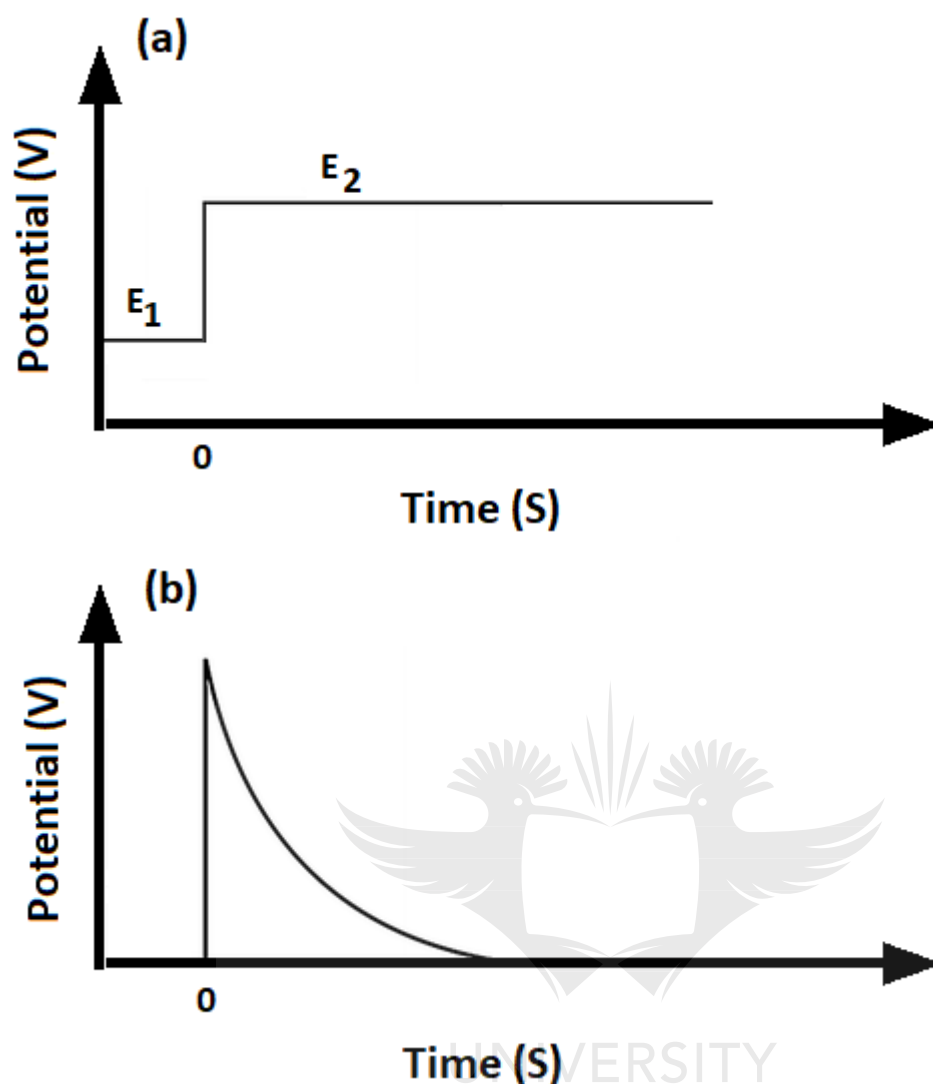 (a)
Potential (V)
E2
E1
0
Time (S)
(b)
Potential (V)
0
Time (S)
UNIVERSITY